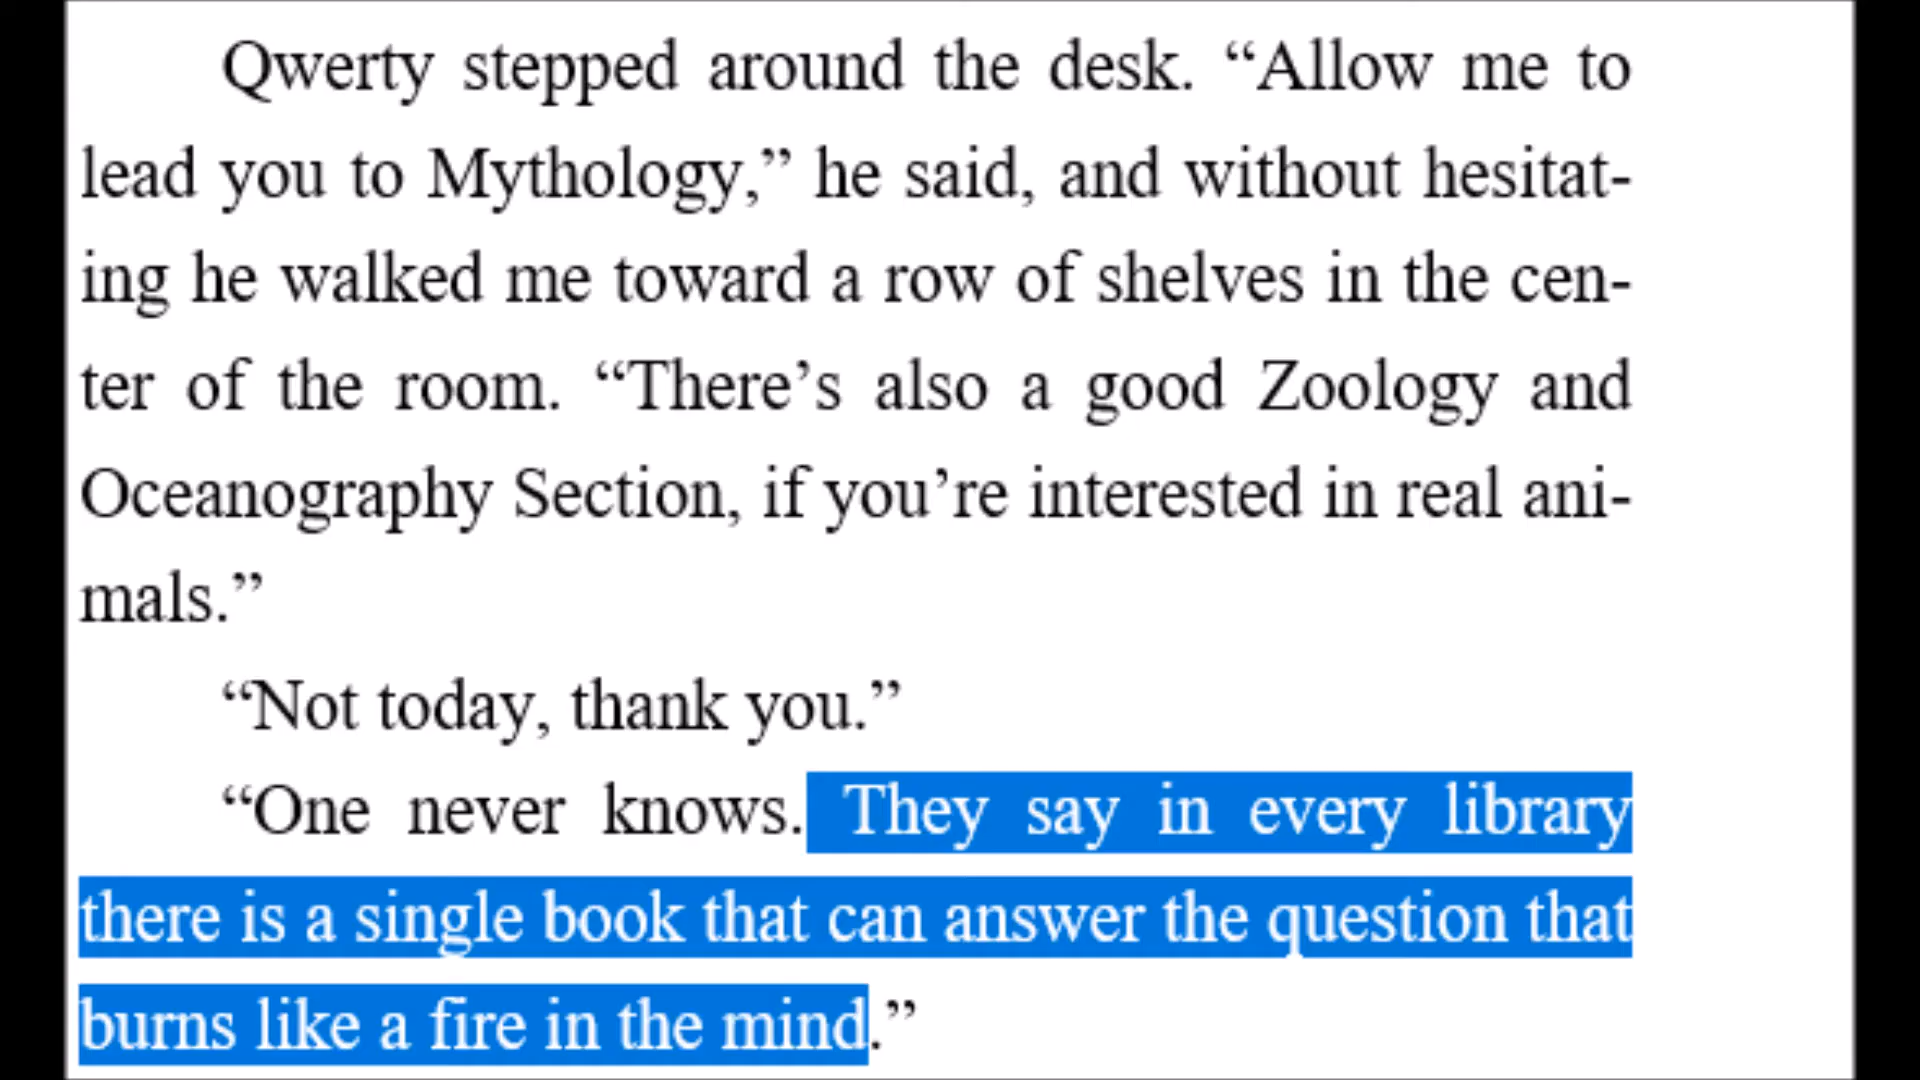 Qwerty stepped around the desk. “Allow me to
lead you to Mythology,” he said, and without hesitat-
ing he walked me toward a row of shelves in the cen-
ter of the room. “There’s also a good Zoology and
Oceanography Section, if you’re interested in real ani-
mals.”
“Not today, thank you.”
“One never knows. They say in every library
there is a single book that can answer the question that
burns like a fire in the mind.”